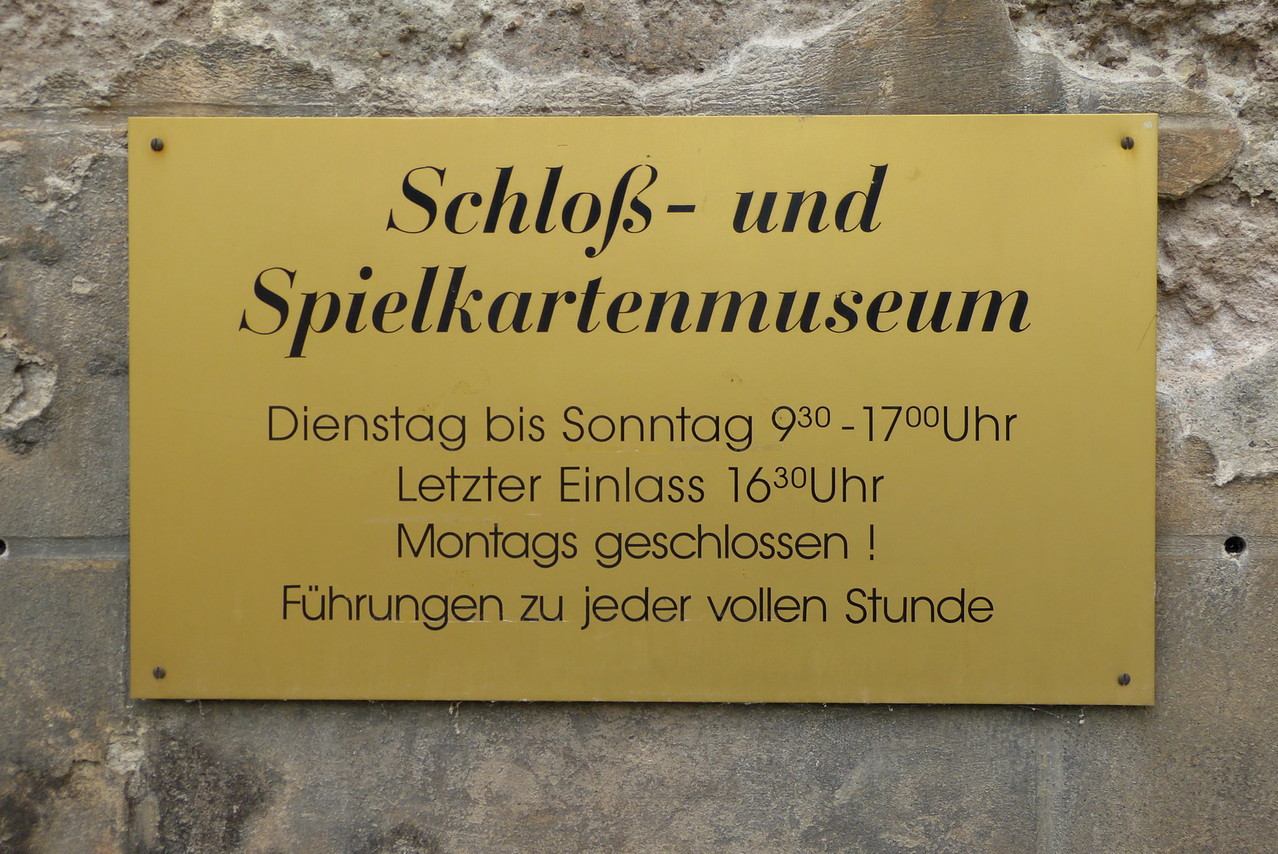 Schloß- und
Spielkartenmuseum
Dienstag bis Sonntag 9³⁰ -17⁰⁰Uhr
Letzter Einlass 16³⁰Uhr
Montags geschlossen !
Führungen zu jeder vollen Stunde